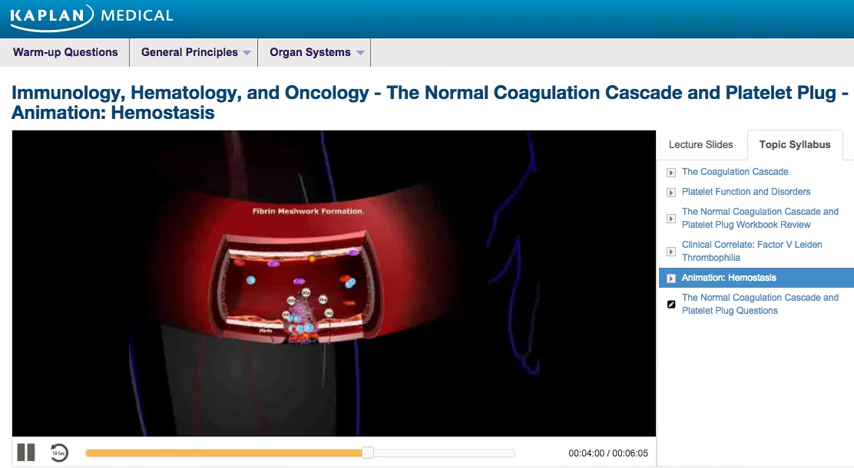 KAPLAN MEDICAL
Warm-up Questions
General Principles
Organ Systems
Immunology, Hematology, and Oncology - The Normal Coagulation Cascade and Platelet Plug -
Animation: Hemostasis
Fibrin Meshwork Formation.
Lecture Slides
Topic Syllabus
The Coagulation Cascade
Platelet Function and Disorders
The Normal Coagulation Cascade and
Platelet Plug Workbook Review
Clinical Correlate: Factor V Leiden
Thrombophilia
Animation: Hemostasis
The Normal Coagulation Cascade and
Platelet Plug Questions
00:04:00 / 00:06:05